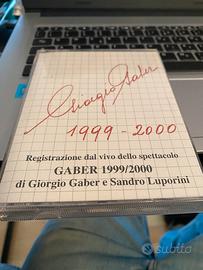 Giorgio Gaber
1999-2000
Registrazione dal vivo dello spettacolo
GABER 1999/2000
di Giorgio Gaber e Sandro Luporini
subito